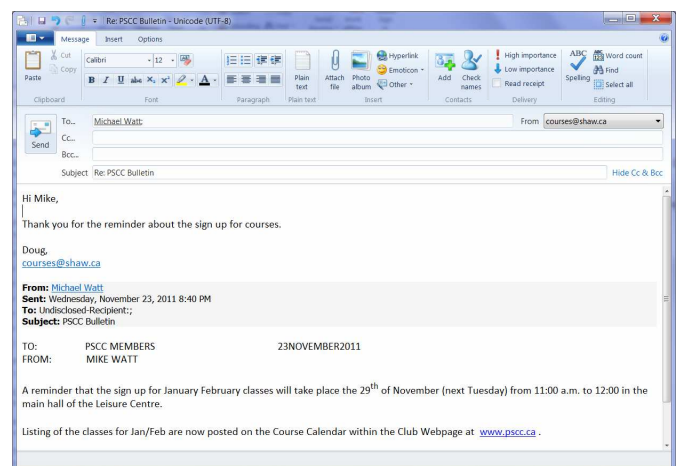 Re: PSCC Bulletin - Unicode (UTF-8)
Message Insert Options
Paste
Cut
Copy
Clipboard
Calibri 12
B I U abc X₂ X² A
Font
Paragraph
Plain text
Plain text
Attach file
Photo album
Hyperlink
Emoticon
Other
Insert
Add
Check names
Contacts
High importance
Low importance
Read receipt
Delivery
ABC
Spelling
Word count
Find
Select all
Editing
Send
To... Michael Watt;
From courses@shaw.ca
Cc...
Bcc...
Subject Re: PSCC Bulletin
Hide Cc & Bcc
Hi Mike,
Thank you for the reminder about the sign up for courses.
Doug,
courses@shaw.ca
From: Michael Watt
Sent: Wednesday, November 23, 2011 8:40 PM
To: Undisclosed-Recipient:;
Subject: PSCC Bulletin
TO: PSCC MEMBERS 23NOVEMBER2011
FROM: MIKE WATT
A reminder that the sign up for January February classes will take place the 29th of November (next Tuesday) from 11:00 a.m. to 12:00 in the
main hall of the Leisure Centre.
Listing of the classes for Jan/Feb are now posted on the Course Calendar within the Club Webpage at www.pscc.ca .